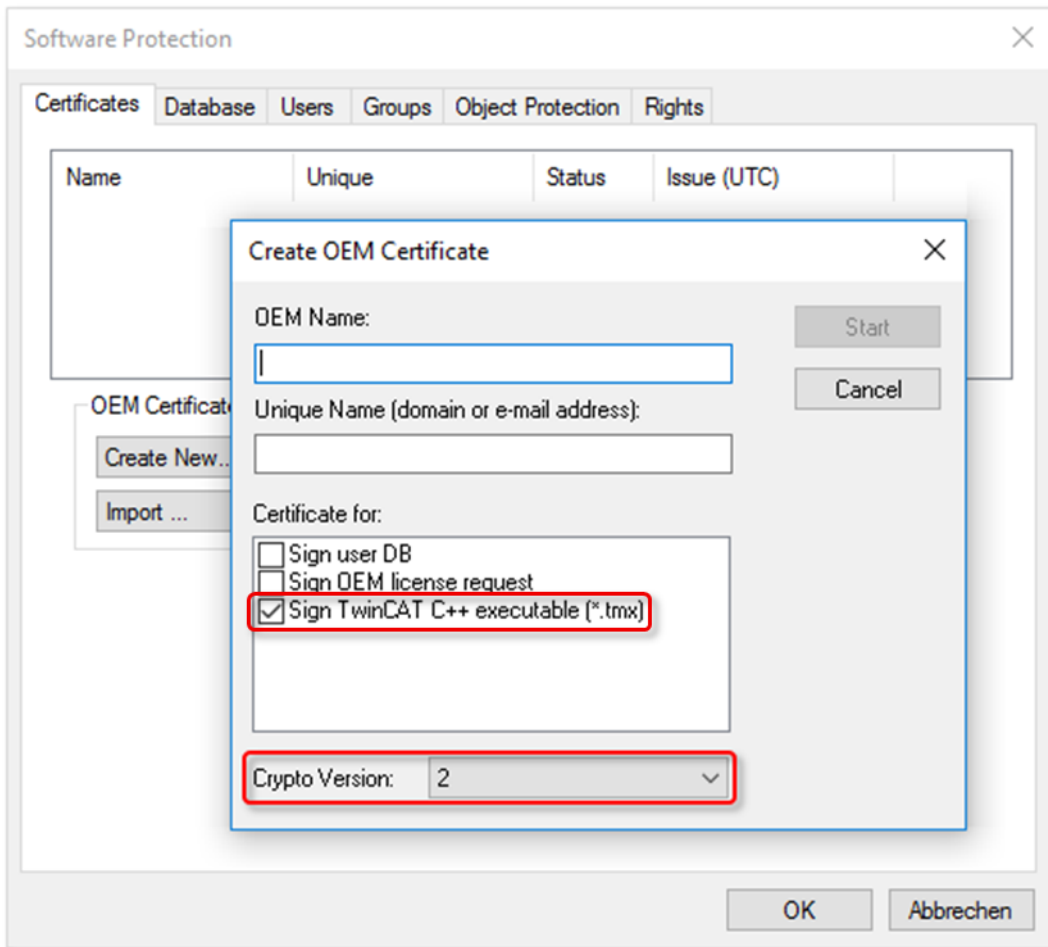 Software Protection
Certificates Database Users Groups Object Protection Rights
Name Unique Status Issue (UTC)
Create OEM Certificate
OEM Name:
Start
Cancel
Unique Name (domain or e-mail address):
OEM Certificate
Create New...
Import ...
Certificate for:
Sign user DB
Sign OEM license request
Sign TwinCAT C++ executable (*.tmx)
Crypto Version: 2
OK Abbrechen